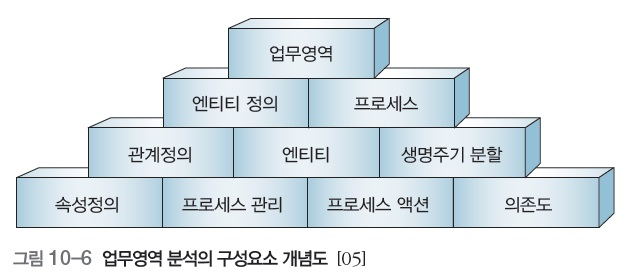 업무영역
엔티티 정의 프로세스
관계정의 엔티티 생명주기 분할
속성정의 프로세스 관리 프로세스 액션 의존도
그림 10-6 업무영역 분석의 구성요소 개념도 [05]